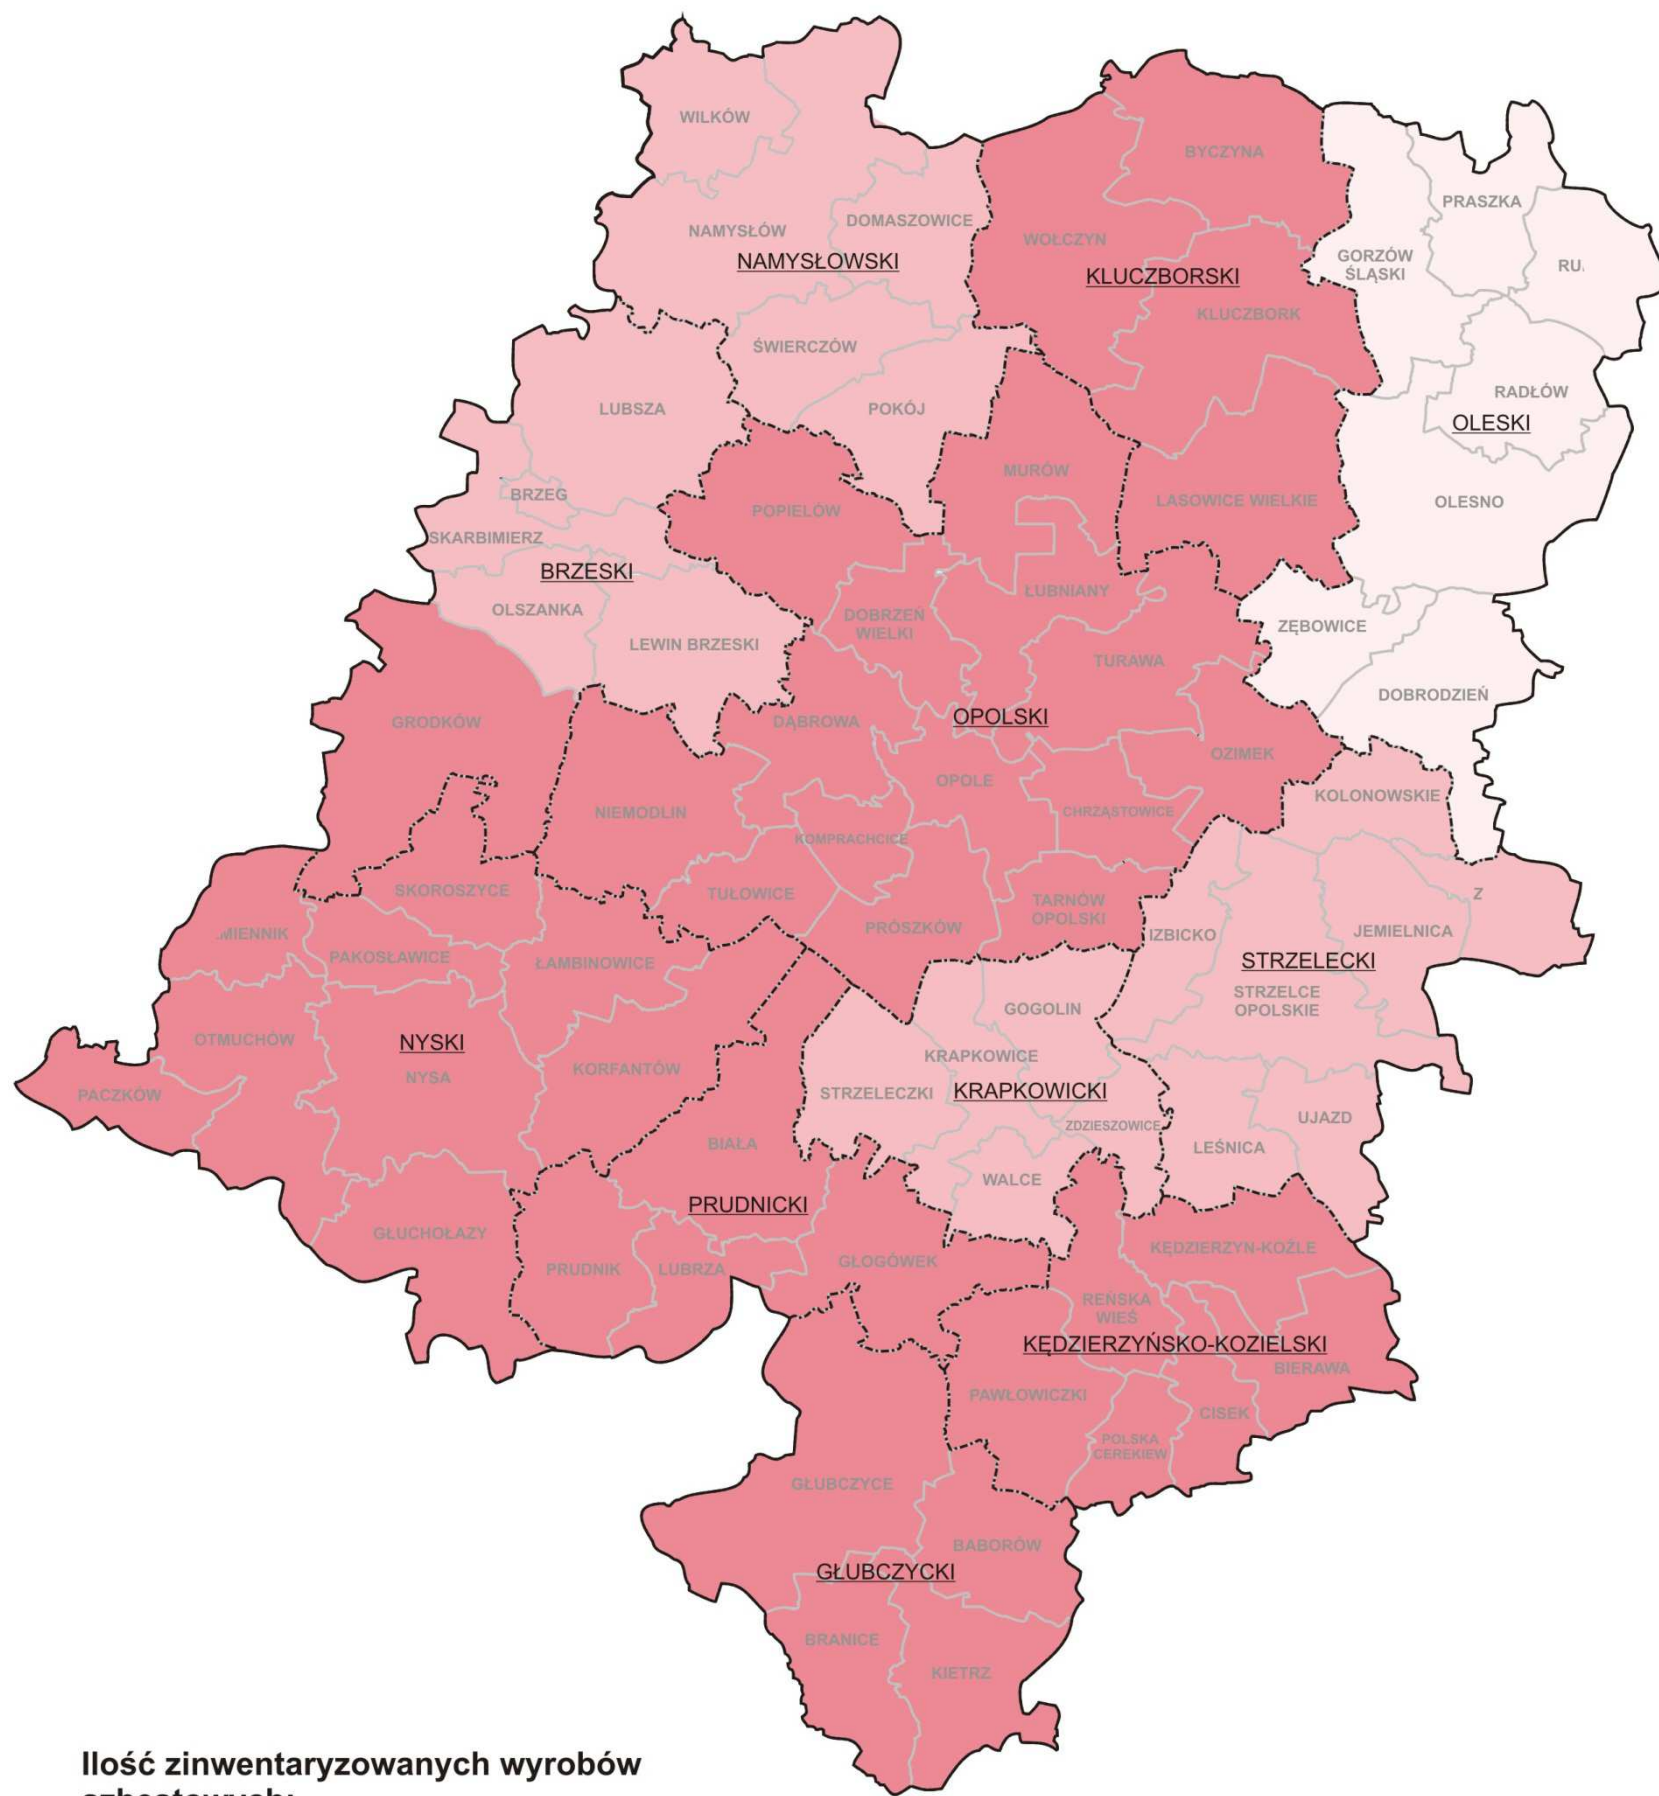 WILKÓW
BYCZYNA
PRASZKA
NAMYSŁÓW
DOMASZOWICE
WOŁCZYN
NAMYSŁOWSKI
KLUCZBORSKI
GORZÓW
ŚLĄSKI
RU
KLUCZBORK
ŚWIERCZÓW
LUBSZA
POKÓJ
RADŁÓW
OLESKI
MURÓW
BRZEG
POPIELÓW
LASOWICE WIELKIE
OLESNO
SKARBIMIERZ
BRZESKI
OLSZANKA
ŁUBNIANY
DOBRZEŃ
WIELKI
LEWIN BRZESKI
ZĘBOWICE
TURAWA
DOBRODZIEŃ
GRODKÓW
DĄBROWA
OPOLSKI
OZIMEK
OPOLE
KOLONOWSKIE
NIEMODLIN
CHRZĄSTOWICE
KOMPRACHCICE
SKOROSZYCE
TUŁOWICE
TARNÓW
OPOLSKI
Z
PRÓSZKÓW
MIENNIK
IZBICKO
JEMIELNICA
PAKOSŁAWICE
ŁAMBINOWICE
STRZELECKI
STRZELCE
OPOLSKIE
GOGOLIN
OTMUCHÓW
NYSKI
NYSA
KORFANTÓW
KRAPKOWICE
PACZKÓW
STRZELECZKI
KRAPKOWICKI
UJAZD
ZDZIESZOWICE
BIAŁA
LEŚNICA
WALCE
PRUDNICKI
GŁUCHOŁAZY
KĘDZIERZYN-KOŹLE
PRUDNIK
LUBRZA
GŁOGÓWEK
REŃSKA
WIEŚ
KĘDZIERZYŃSKO-KOZIELSKI
BIERAWA
PAWŁOWICZKI
CISEK
POLSKA
CEREKIEW
GŁUBCZYCE
BABORÓW
GŁUBCZYCKI
BRANICE
KIETRZ
Ilość zinwentaryzowanych wyrobów